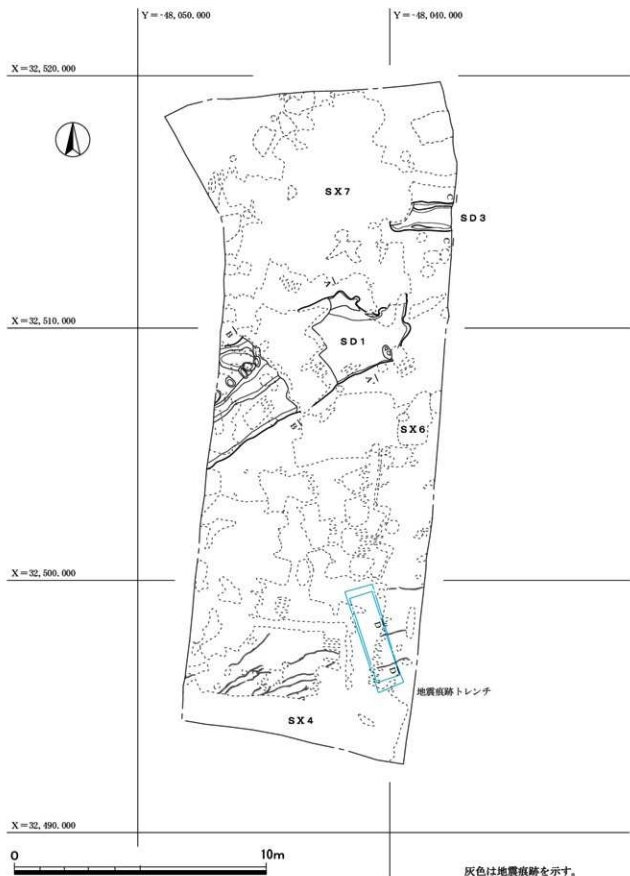 Y=-48,050.000
Y=-48,040.000
X=32,520.000
SX7
C
SD3
C'
A'
X=32,510.000
B'
SD1
A
SX6
B
X=32,500.000
D'
D
地震痕跡トレンチ
SX4
X=32,490.000
0
10m
灰色は地震痕跡を示す。